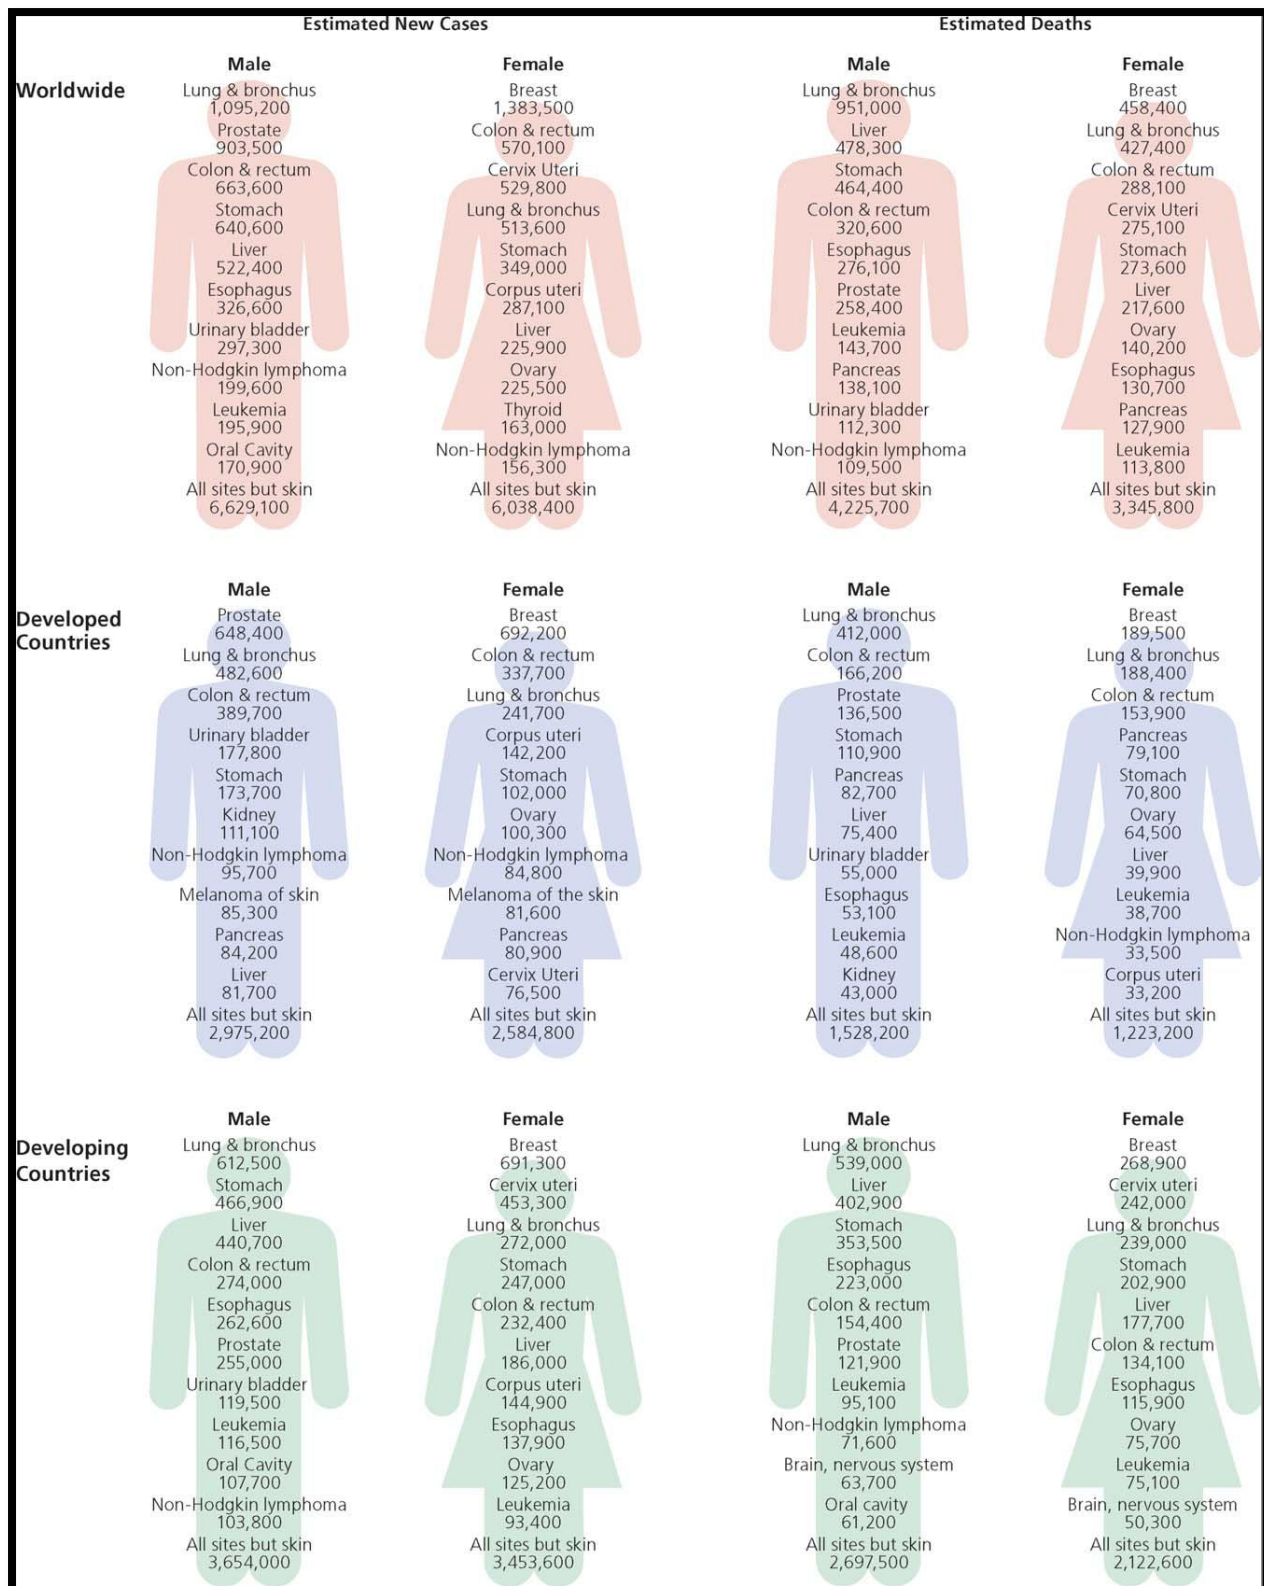 Estimated New Cases
Estimated Deaths
Male
Female
Male
Female
Worldwide
Lung & bronchus
1,095,200
Prostate
903,500
Colon & rectum
663,600
Stomach
640,600
Liver
522,400
Esophagus
326,600
Urinary bladder
297,300
Non-Hodgkin lymphoma
199,600
Leukemia
195,900
Oral Cavity
170,900
All sites but skin
6,629,100
Breast
1,383,500
Colon & rectum
570,100
Cervix Uteri
529,800
Lung & bronchus
513,600
Stomach
349,000
Corpus uteri
287,100
Liver
225,900
Ovary
225,500
Thyroid
163,000
Non-Hodgkin lymphoma
156,300
All sites but skin
6,038,400
Lung & bronchus
951,000
Liver
478,300
Stomach
464,400
Colon & rectum
320,600
Esophagus
276,100
Prostate
258,400
Leukemia
143,700
Pancreas
138,100
Urinary bladder
112,300
Non-Hodgkin lymphoma
109,500
All sites but skin
4,225,700
Breast
458,400
Lung & bronchus
427,400
Colon & rectum
288,100
Cervix Uteri
275,100
Stomach
273,600
Liver
217,600
Ovary
140,200
Esophagus
130,700
Pancreas
127,900
Leukemia
113,800
All sites but skin
3,345,800
Developed
Countries
Male
Prostate
648,400
Lung & bronchus
482,600
Colon & rectum
389,700
Urinary bladder
177,800
Stomach
173,700
Kidney
111,100
Non-Hodgkin lymphoma
95,700
Melanoma of skin
85,300
Pancreas
84,200
Liver
81,700
All sites but skin
2,975,200
Female
Breast
692,200
Colon & rectum
337,700
Lung & bronchus
241,700
Corpus uteri
142,200
Stomach
102,000
Ovary
100,300
Non-Hodgkin lymphoma
84,800
Melanoma of the skin
81,600
Pancreas
80,900
Cervix Uteri
76,500
All sites but skin
2,584,800
Male
Lung & bronchus
412,000
Colon & rectum
166,200
Prostate
136,500
Stomach
110,900
Pancreas
82,700
Liver
75,400
Urinary bladder
55,000
Esophagus
53,100
Leukemia
48,600
Kidney
43,000
All sites but skin
1,528,200
Female
Breast
189,500
Lung & bronchus
188,400
Colon & rectum
153,900
Pancreas
79,100
Stomach
70,800
Ovary
64,500
Liver
39,900
Leukemia
38,700
Non-Hodgkin lymphoma
33,500
Corpus uteri
33,200
All sites but skin
1,223,200
Developing
Countries
Male
Lung & bronchus
612,500
Stomach
466,900
Liver
440,700
Colon & rectum
274,000
Esophagus
262,600
Prostate
255,000
Urinary bladder
119,500
Leukemia
116,500
Oral Cavity
107,700
Non-Hodgkin lymphoma
103,800
All sites but skin
3,654,000
Female
Breast
691,300
Cervix uteri
453,300
Lung & bronchus
272,000
Stomach
247,000
Colon & rectum
232,400
Liver
186,000
Corpus uteri
144,900
Esophagus
137,900
Ovary
125,200
Leukemia
93,400
All sites but skin
3,453,600
Male
Lung & bronchus
539,000
Liver
402,900
Stomach
353,500
Esophagus
223,000
Colon & rectum
154,400
Prostate
121,900
Leukemia
95,100
Non-Hodgkin lymphoma
71,600
Brain, nervous system
63,700
Oral cavity
61,200
All sites but skin
2,697,500
Female
Breast
268,900
Cervix uteri
242,000
Lung & bronchus
239,000
Stomach
202,900
Liver
177,700
Colon & rectum
134,100
Esophagus
115,900
Ovary
75,700
Leukemia
75,100
Brain, nervous system
50,300
All sites but skin
2,122,600